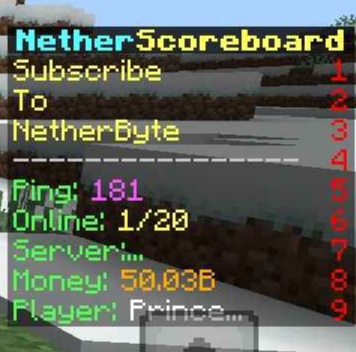 NetherScoreboard
Subscribe 1
To 2
NetherByte 3
---------------- 4
Ping: 181 5
Online: 1/20 6
Server:... 7
Money: 50.03B 8
Player: Prince... 9